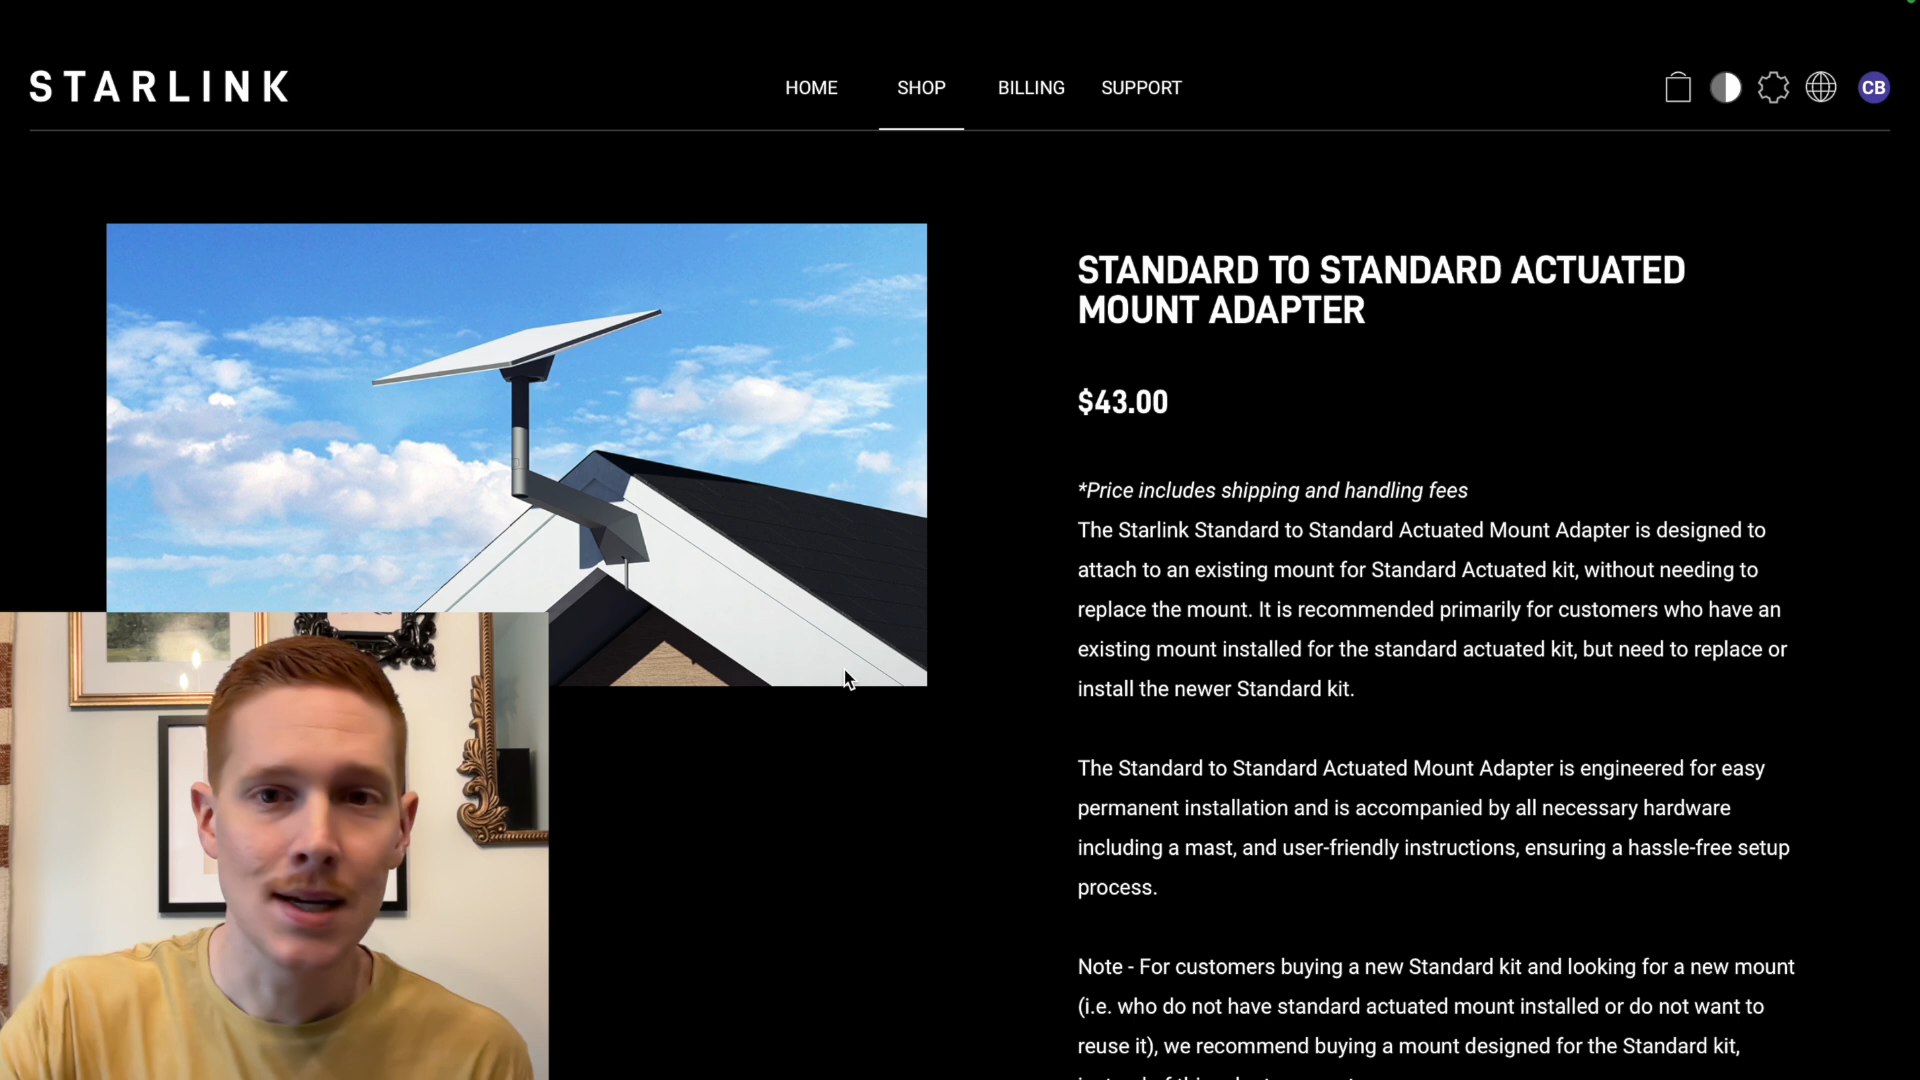 STARLINK
HOME SHOP BILLING SUPPORT
CB
STANDARD TO STANDARD ACTUATED
MOUNT ADAPTER
$43.00
*Price includes shipping and handling fees
The Starlink Standard to Standard Actuated Mount Adapter is designed to
attach to an existing mount for Standard Actuated kit, without needing to
replace the mount. It is recommended primarily for customers who have an
existing mount installed for the standard actuated kit, but need to replace or
install the newer Standard kit.
The Standard to Standard Actuated Mount Adapter is engineered for easy
permanent installation and is accompanied by all necessary hardware
including a mast, and user-friendly instructions, ensuring a hassle-free setup
process.
Note - For customers buying a new Standard kit and looking for a new mount
(i.e. who do not have standard actuated mount installed or do not want to
reuse it), we recommend buying a mount designed for the Standard kit,